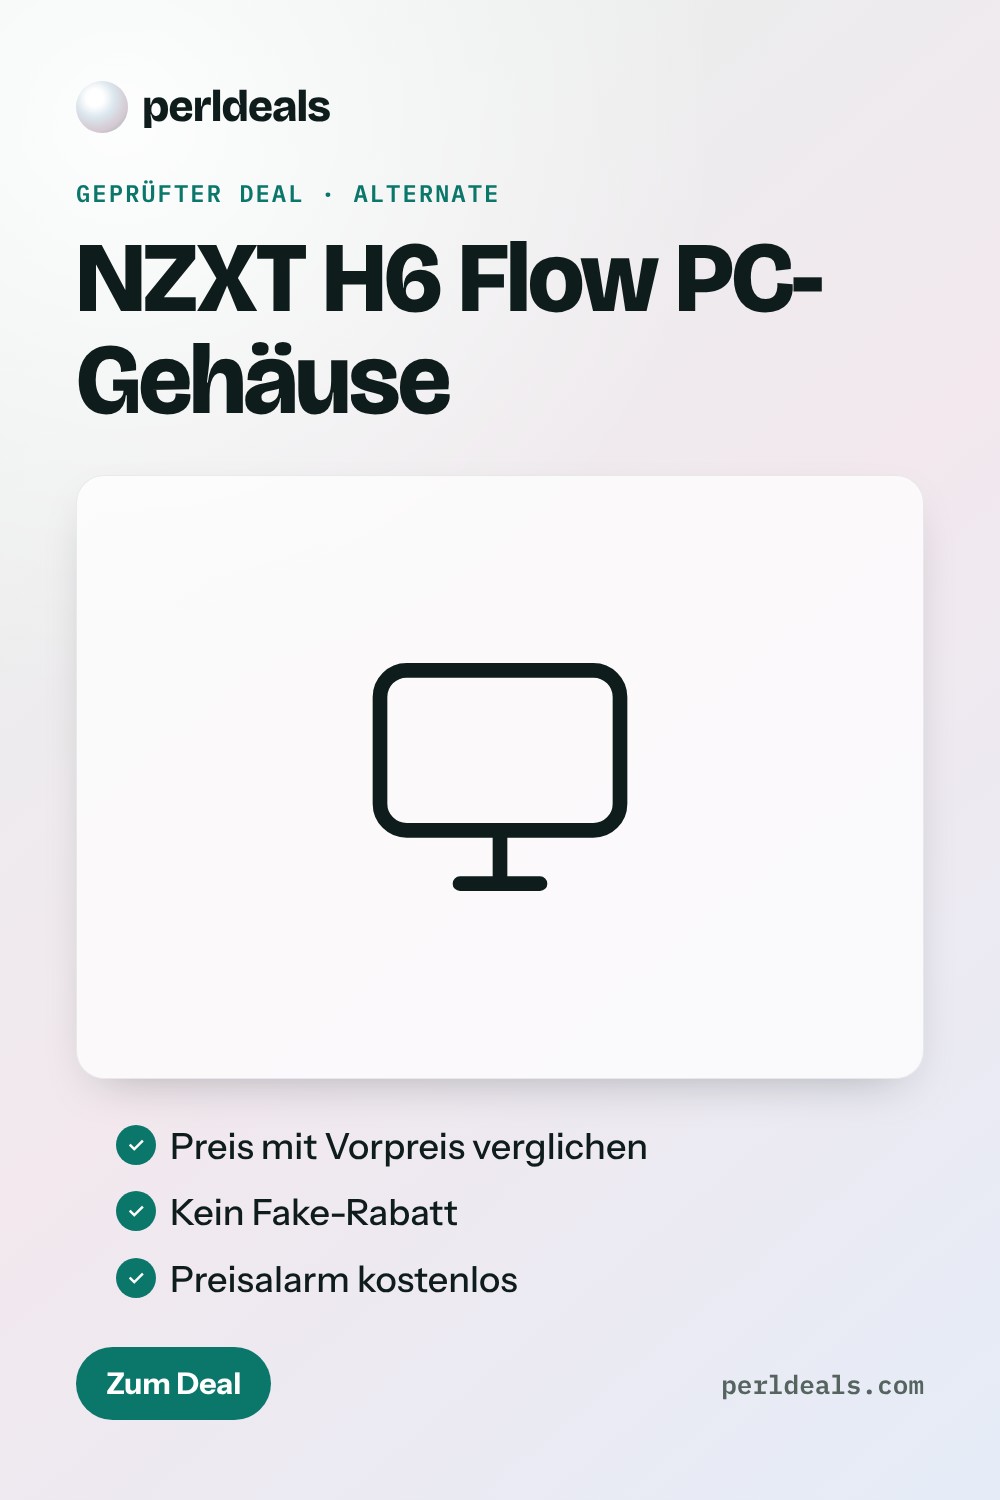 perldeals
GEPRÜFTER DEAL · ALTERNATE
NZXT H6 Flow PC-
Gehäuse
Preis mit Vorpreis verglichen
Kein Fake-Rabatt
Preisalarm kostenlos
Zum Deal
perldeals.com